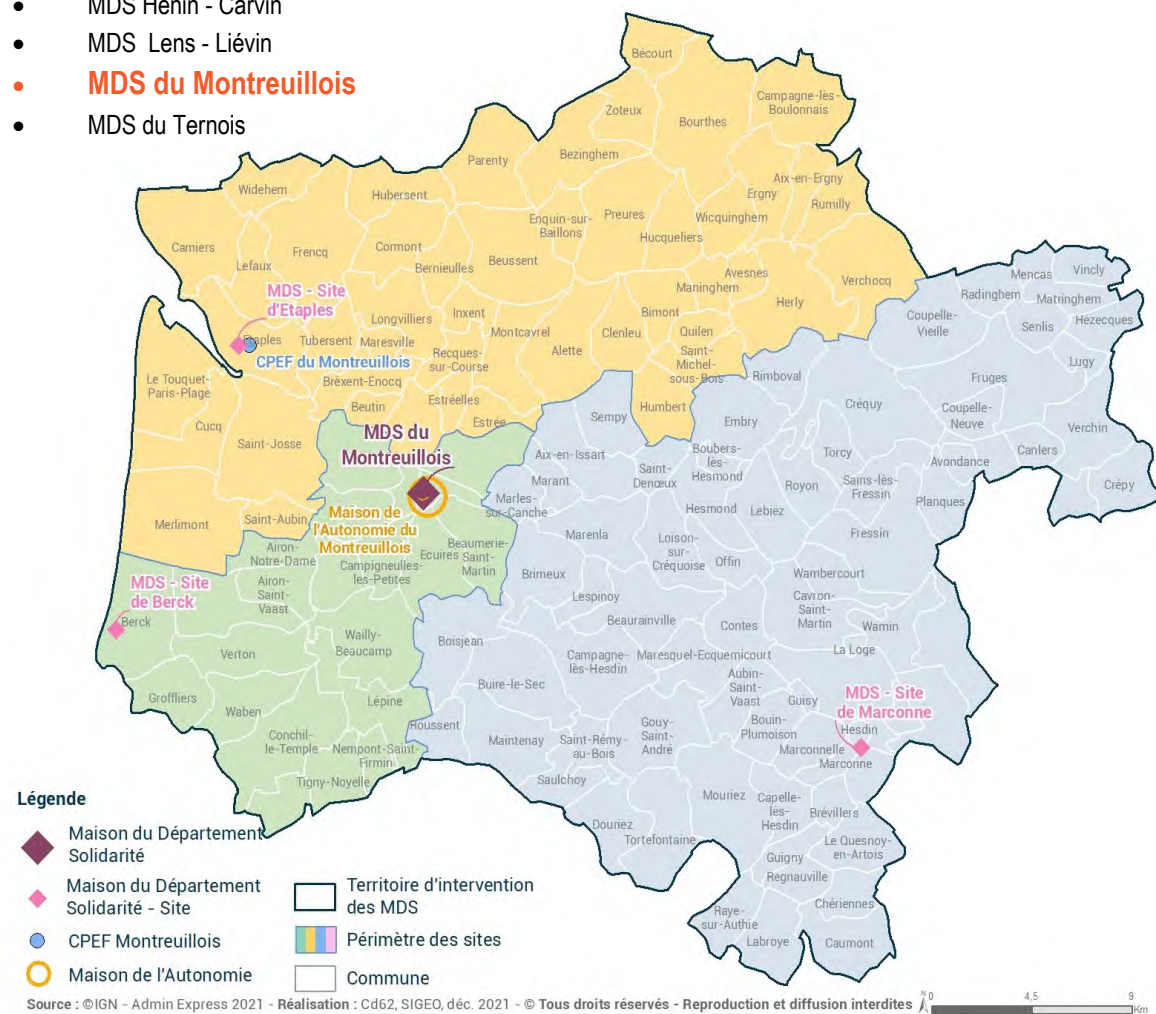 • MDS Hénin - Carvin
• MDS Lens - Liévin
• MDS du Montreuillois
• MDS du Ternois
Bécourt
Campagne-lès-
Boulonnais
Zoteux
Bourthes
Bezinghem
Parenty
Aix-en-Ergny
Ergny
Rumilly
Widehem
Hubersent
Enquin-sur-
Baillons
Preures
Wicquinghem
Hucqueliers
Camiers
Cormont
Frencq
Lefaux
Bernieulles
Beussent
Avesnes
Maninghem
Verchocq
Herly
Mencas
Vincly
Radinghem
Matringhem
MDS - Site
d'Etaples
Longvilliers
Inxent
Bimont
Coupelle-
Vieille
Senlis
Hézecques
Montcavrel
Clenleu
Quilen
Etaples
Tubersent
Maresville
Alette
Saint-
Michel-
sous-Bois
Lugy
CPEF du Montreuillois
Recques-
sur-Course
Rimboval
Fruges
Le Touquet-
Paris-Plage
Bréxent-Enocq
Créquy
Coupelle-
Neuve
Beutin
Estréelles
Humbert
Sempy
Embry
Verchin
Cucq
Estrée
Saint-Josse
MDS du
Montreuillois
Aix-en-Issart
Boubers-
lès-
Hesmond
Torcy
Canlers
Avondance
Saint-
Denœux
Marant
Royon
Sains-lès-
Fressin
Crépy
Marles-
sur-Canche
Planques
Hesmond
Lebiez
Merlimont
Saint-Aubin
Maison de
l'Autonomie du
Montreuillois
Marenla
Fressin
Loison-
sur-
Créquoise
Airon-
Notre-Dame
Ecuires
Beaumerie-
Saint-
Martin
Offin
Campigneulles-
les-Petites
Brimeux
Wambercourt
MDS - Site
de Berck
Airon-
Saint-
Vaast
Lespinoy
Cavron-
Saint-
Martin
Berck
Beaurainville
Contes
Wamin
Wailly-
Beaucamp
Boisjean
La Loge
Verton
Campagne-
lès-Hesdin
Maresquel-Ecquemicourt
Aubin-
Saint-
Vaast
Buire-le-Sec
Guisy
MDS - Site
de Marconne
Groffliers
Lépine
Waben
Roussent
Gouy-
Saint-
André
Bouin-
Plumoison
Hesdin
Conchil-
le-Temple
Nempont-Saint-
Firmin
Maintenay
Saint-Rémy-
au-Bois
Marconnelle
Marconne
Tigny-Noyelle
Saulchoy
Mouriez
Capelle-
lès-
Hesdin
Brévillers
Douriez
Tortefontaine
Le Quesnoy-
en-Artois
Guigny
Regnauville
Chériennes
Raye-
sur-Authie
Labroye
Caumont
Légende
Maison du Département
Solidarité
Maison du Département
Solidarité - Site
CPEF Montreuillois
Maison de l'Autonomie
Territoire d'intervention
des MDS
Périmètre des sites
Commune
Source : ©IGN - Admin Express 2021 - Réalisation : Cd62, SIGEO, déc. 2021 - © Tous droits réservés - Reproduction et diffusion interdites
N 0 4,5 9
Km